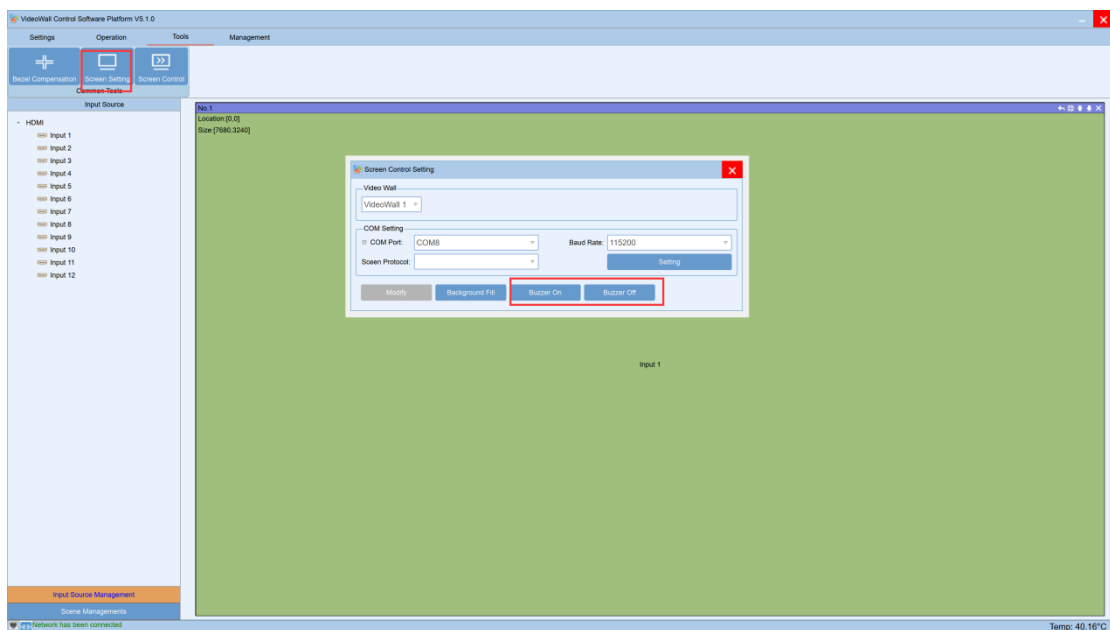 VideoWall Control Software Platform V5.1.0
Settings Operation Tools Management
Bezel Compensation Screen Setting Screen Control
Common Tools
Input Source
HDMI
Input 1
Input 2
Input 3
Input 4
Input 5
Input 6
Input 7
Input 8
Input 9
Input 10
Input 11
Input 12
Input Source Management
Scene Managements
No.1
Location:[0,0]
Size:[7680,3240]
Screen Control Setting
Video Wall
VideoWall 1
COM Setting
COM Port: COM8 Baud Rate: 115200
Sceen Protocol: Setting
Modify Background Fill Buzzer On Buzzer Off
Input 1
Network has been connected Temp: 40.16°C